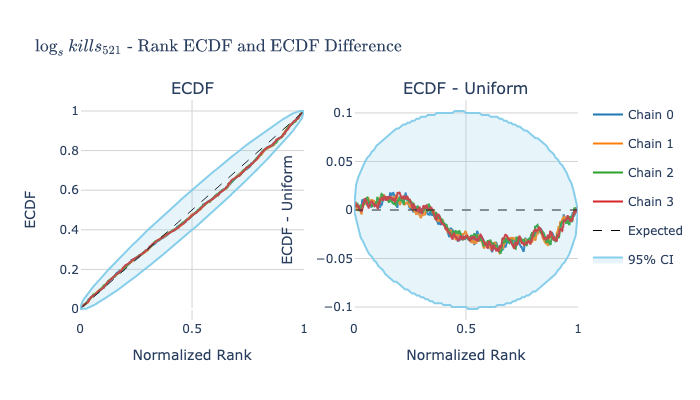 log_s kills_521 - Rank ECDF and ECDF Difference
ECDF
ECDF - Uniform
1
0.8
0.6
0.4
0.2
0
0
0.5
1
ECDF
Normalized Rank
0.1
0.05
0
−0.05
−0.1
0
0.5
1
ECDF - Uniform
Normalized Rank
Chain 0
Chain 1
Chain 2
Chain 3
Expected
95% CI